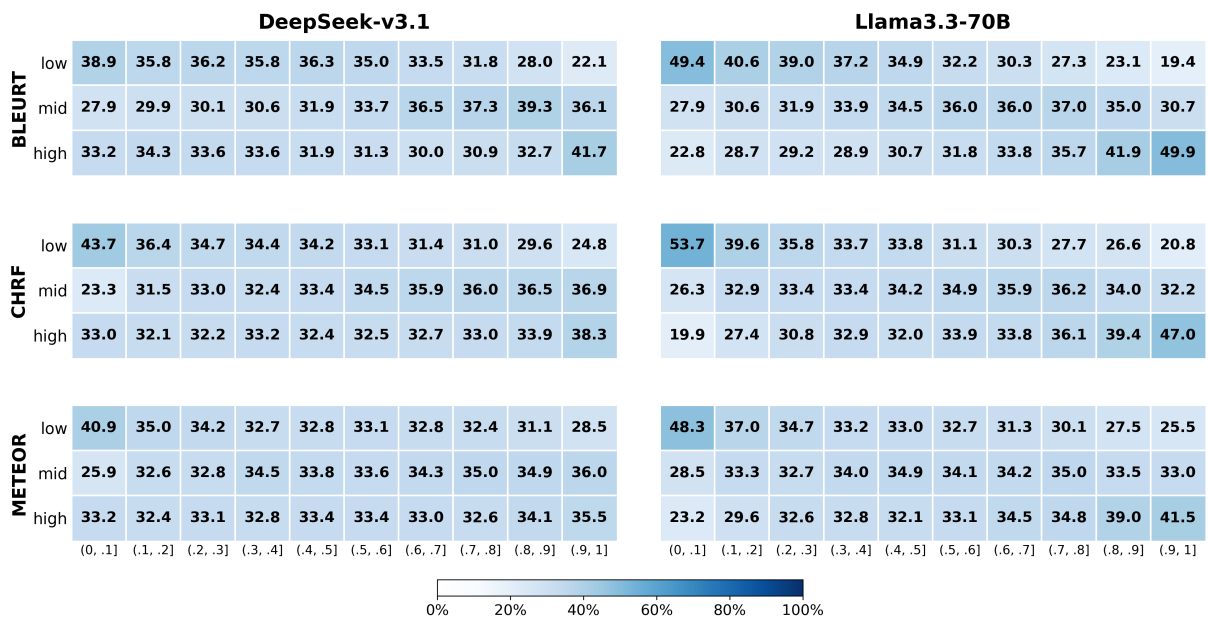 DeepSeek-v3.1 Llama3.3-70B
BLEURT
low 38.9 35.8 36.2 35.8 36.3 35.0 33.5 31.8 28.0 22.1 49.4 40.6 39.0 37.2 34.9 32.2 30.3 27.3 23.1 19.4
mid 27.9 29.9 30.1 30.6 31.9 33.7 36.5 37.3 39.3 36.1 27.9 30.6 31.9 33.9 34.5 36.0 36.0 37.0 35.0 30.7
high 33.2 34.3 33.6 33.6 31.9 31.3 30.0 30.9 32.7 41.7 22.8 28.7 29.2 28.9 30.7 31.8 33.8 35.7 41.9 49.9
CHRF
low 43.7 36.4 34.7 34.4 34.2 33.1 31.4 31.0 29.6 24.8 53.7 39.6 35.8 33.7 33.8 31.1 30.3 27.7 26.6 20.8
mid 23.3 31.5 33.0 32.4 33.4 34.5 35.9 36.0 36.5 36.9 26.3 32.9 33.4 33.4 34.2 34.9 35.9 36.2 34.0 32.2
high 33.0 32.1 32.2 33.2 32.4 32.5 32.7 33.0 33.9 38.3 19.9 27.4 30.8 32.9 32.0 33.9 33.8 36.1 39.4 47.0
METEOR
low 40.9 35.0 34.2 32.7 32.8 33.1 32.8 32.4 31.1 28.5 48.3 37.0 34.7 33.2 33.0 32.7 31.3 30.1 27.5 25.5
mid 25.9 32.6 32.8 34.5 33.8 33.6 34.3 35.0 34.9 36.0 28.5 33.3 32.7 34.0 34.9 34.1 34.2 35.0 33.5 33.0
high 33.2 32.4 33.1 32.8 33.4 33.4 33.0 32.6 34.1 35.5 23.2 29.6 32.6 32.8 32.1 33.1 34.5 34.8 39.0 41.5
(0, .1] (.1, .2] (.2, .3] (.3, .4] (.4, .5] (.5, .6] (.6, .7] (.7, .8] (.8, .9] (.9, 1] (0, .1] (.1, .2] (.2, .3] (.3, .4] (.4, .5] (.5, .6] (.6, .7] (.7, .8] (.8, .9] (.9, 1]
0% 20% 40% 60% 80% 100%